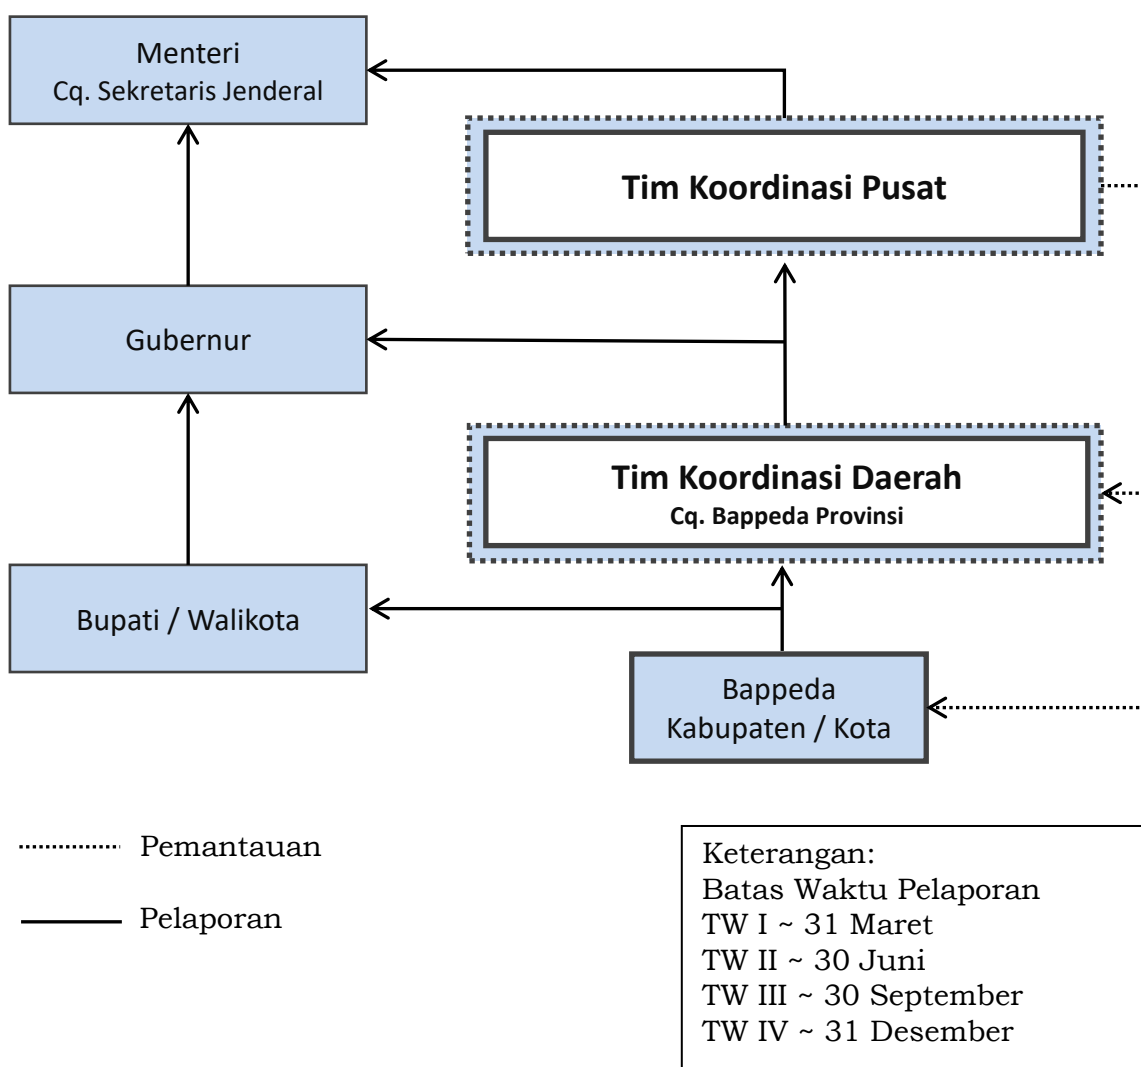 Menteri
Cq. Sekretaris Jenderal
Tim Koordinasi Pusat
Gubernur
Tim Koordinasi Daerah
Cq. Bappeda Provinsi
Bupati / Walikota
Bappeda
Kabupaten / Kota
Pemantauan
Pelaporan
Keterangan:
Batas Waktu Pelaporan
TW I ~ 31 Maret
TW II ~ 30 Juni
TW III ~ 30 September
TW IV ~ 31 Desember